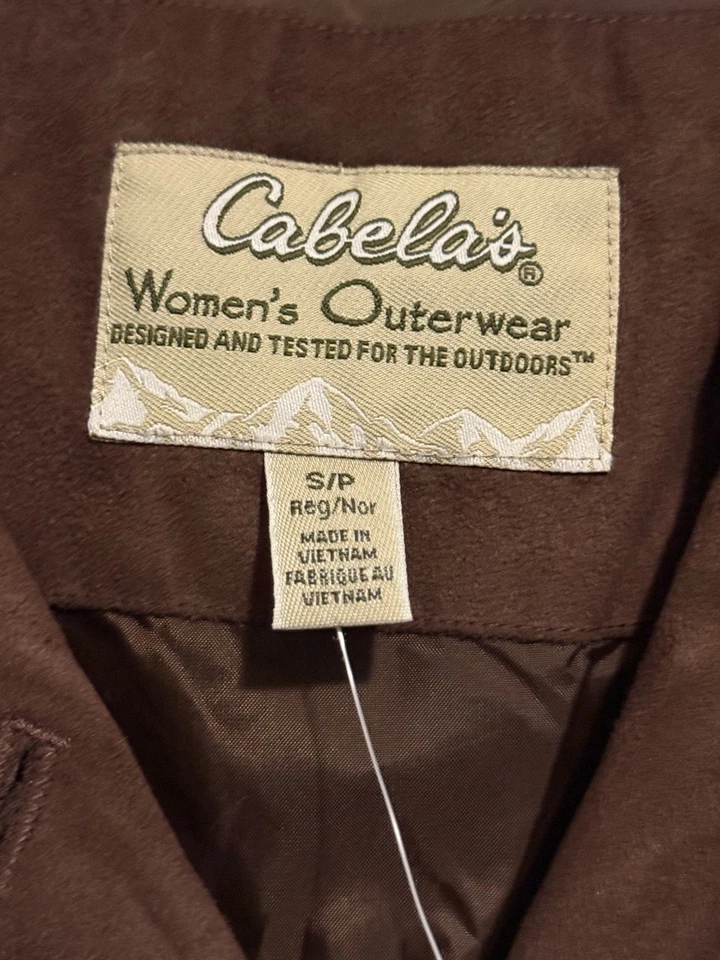 Cabela's®
Women's Outerwear
DESIGNED AND TESTED FOR THE OUTDOORS™
S/P
Reg/Nor
MADE IN
VIETNAM
FABRIQUE AU
VIETNAM